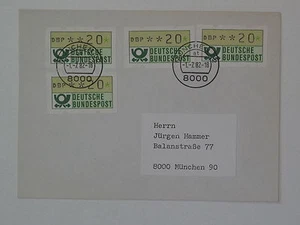 DBP **20
DEUTSCHE
BUNDESPOST
DBP **20
DEUTSCHE
BUNDESPOST
DBP **20
DEUTSCHE
BUNDESPOST
8000
8000
DBP **20
DEUTSCHE
BUNDESPOST
Herrn
Jürgen Hammer
Balanstraße 77
8000 München 90